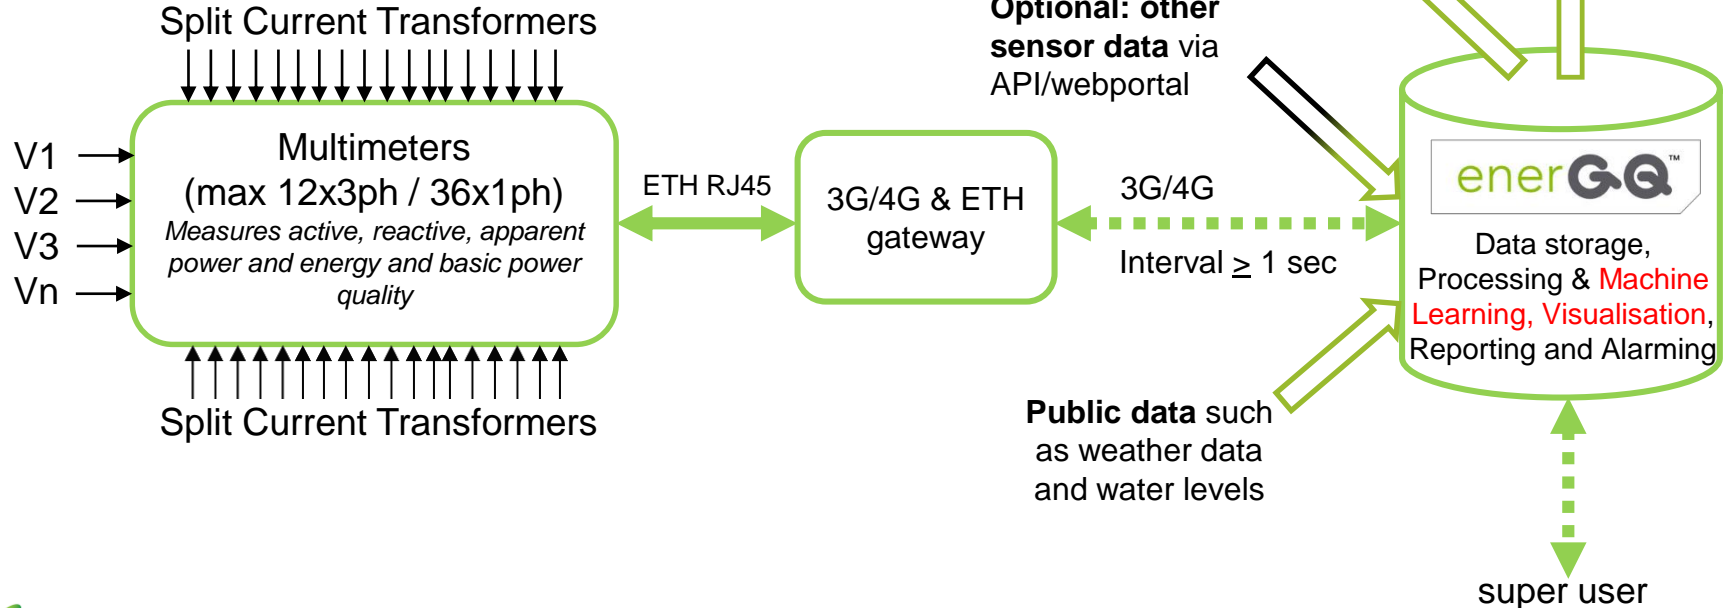 Split Current Transformers
V1
V2
V3
Vn
Multimeters
(max 12x3ph / 36x1ph)
Measures active, reactive, apparent
power and energy and basic power
quality
Split Current Transformers
ETH RJ45
3G/4G & ETH
gateway
3G/4G
Interval ≥ 1 sec
Optional: other
sensor data via
API/webportal
Public data such
as weather data
and water levels
enerGQ™
Data storage,
Processing & Machine
Learning, Visualisation,
Reporting and Alarming
super user